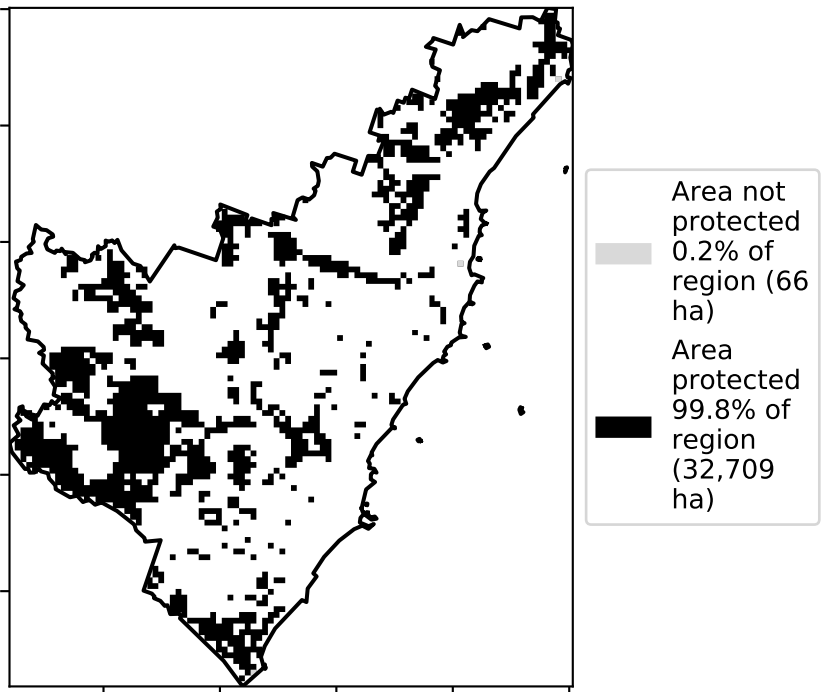 Area not
protected
0.2% of
region (66
ha)
Area
protected
99.8% of
region
(32,709
ha)